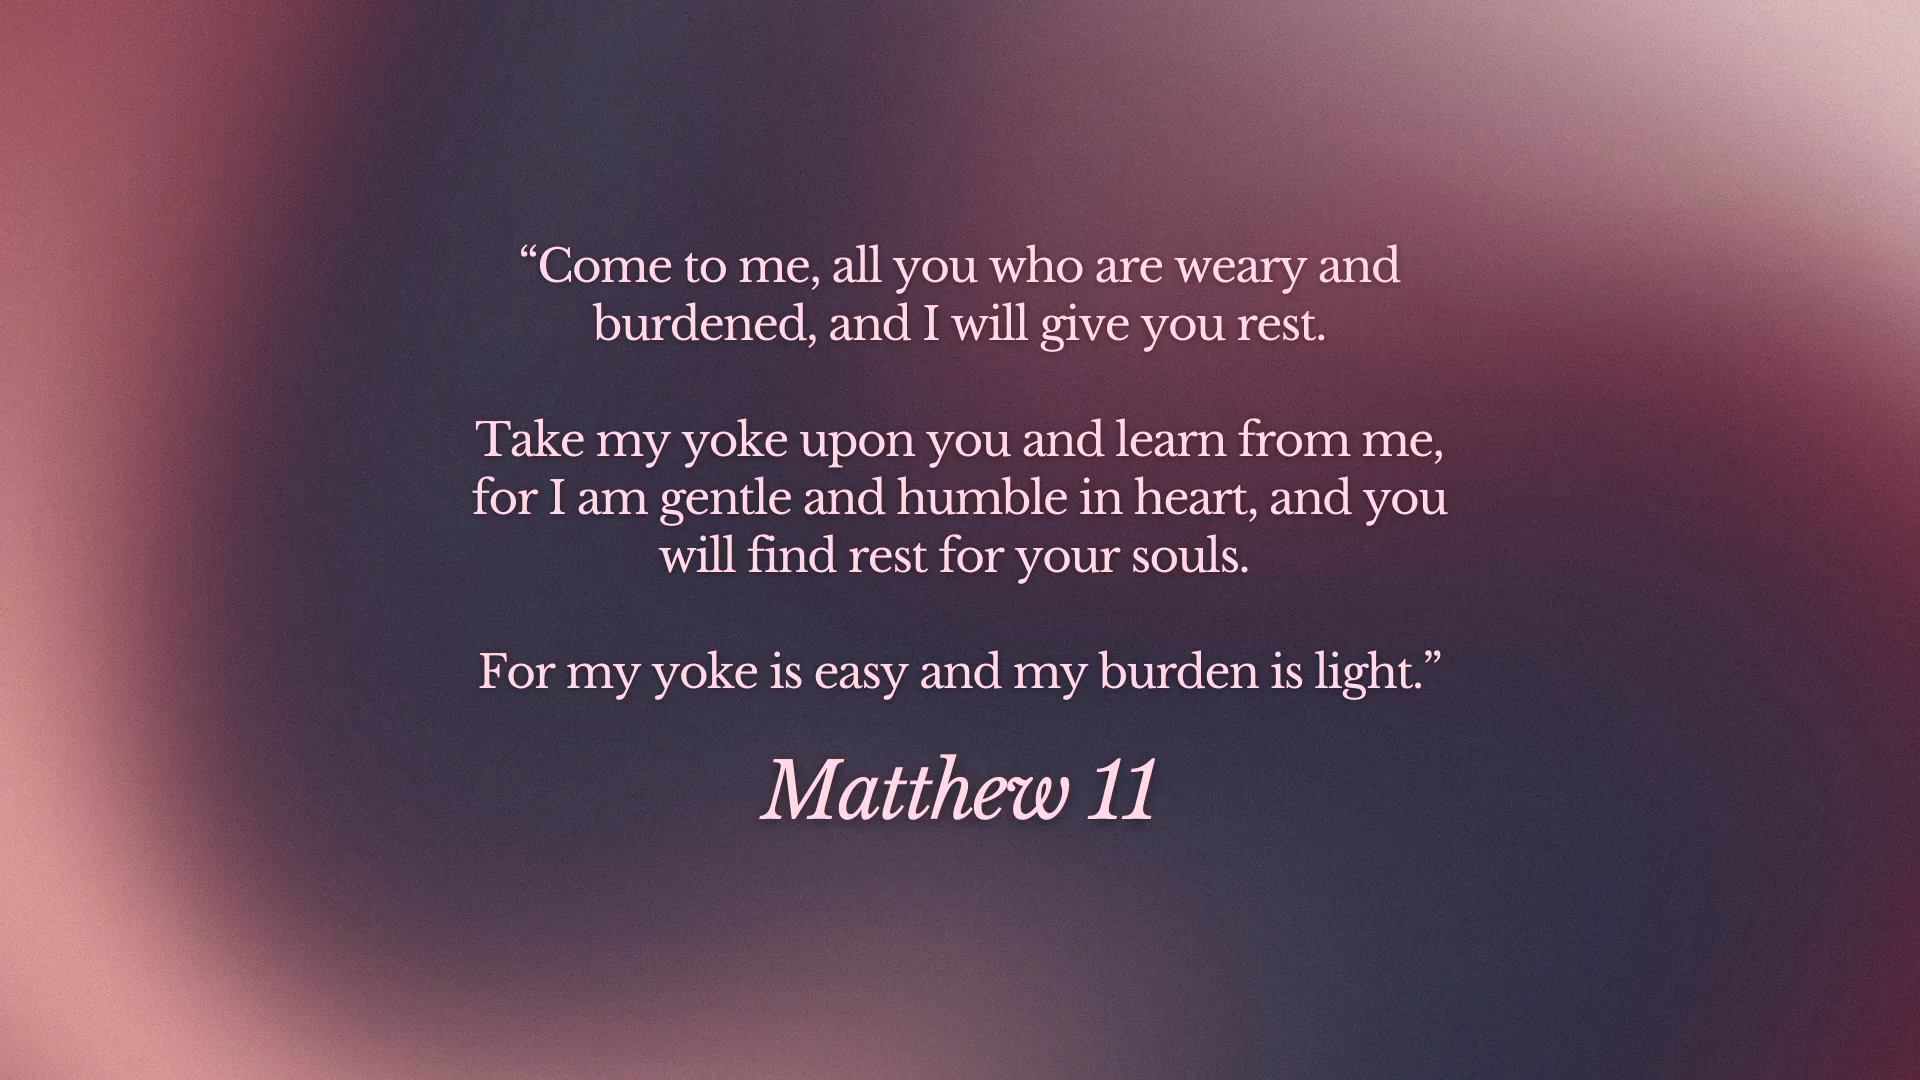 “Come to me, all you who are weary and
burdened, and I will give you rest.
Take my yoke upon you and learn from me,
for I am gentle and humble in heart, and you
will find rest for your souls.
For my yoke is easy and my burden is light.”
Matthew 11